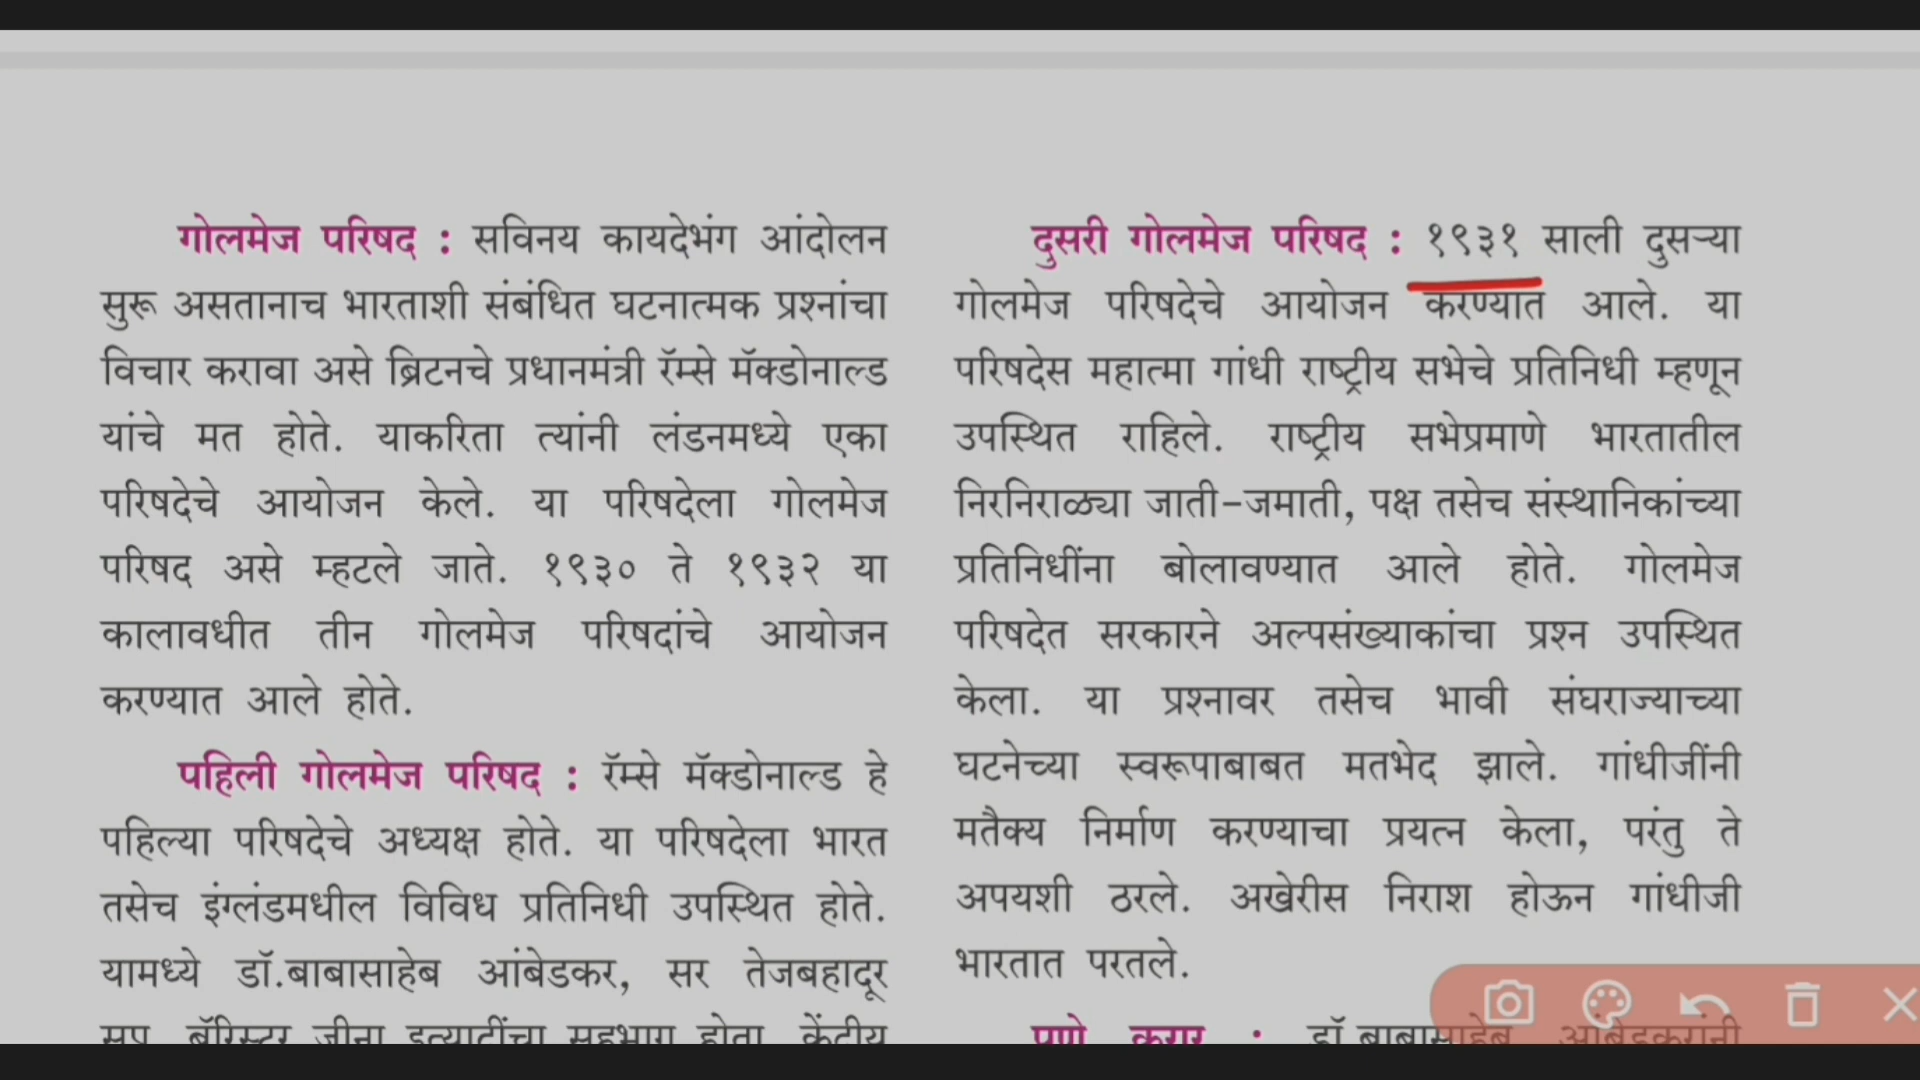 गोलमेज परिषद : सविनय कायदेभंग आंदोलन
सुरू असतानाच भारताशी संबंधित घटनात्मक प्रश्नांचा
विचार करावा असे ब्रिटनचे प्रधानमंत्री रॅम्से मॅक्डोनाल्ड
यांचे मत होते. याकरिता त्यांनी लंडनमध्ये एका
परिषदेचे आयोजन केले. या परिषदेला गोलमेज
परिषद असे म्हटले जाते. १९३० ते १९३२ या
कालावधीत तीन गोलमेज परिषदांचे आयोजन
करण्यात आले होते.
पहिली गोलमेज परिषद : रॅम्से मॅक्डोनाल्ड हे
पहिल्या परिषदेचे अध्यक्ष होते. या परिषदेला भारत
तसेच इंग्लंडमधील विविध प्रतिनिधी उपस्थित होते.
यामध्ये डॉ.बाबासाहेब आंबेडकर, सर तेजबहादूर
सप्रू, बॅरिस्टर जीना इत्यादींचा सहभाग होता. केंद्रीय
दुसरी गोलमेज परिषद : १९३१ साली दुसऱ्या
गोलमेज परिषदेचे आयोजन करण्यात आले. या
परिषदेस महात्मा गांधी राष्ट्रीय सभेचे प्रतिनिधी म्हणून
उपस्थित राहिले. राष्ट्रीय सभेप्रमाणे भारतातील
निरनिराळ्या जाती-जमाती, पक्ष तसेच संस्थानिकांच्या
प्रतिनिधींना बोलावण्यात आले होते. गोलमेज
परिषदेत सरकारने अल्पसंख्याकांचा प्रश्न उपस्थित
केला. या प्रश्नावर तसेच भावी संघराज्याच्या
घटनेच्या स्वरूपाबाबत मतभेद झाले. गांधीजींनी
मतैक्य निर्माण करण्याचा प्रयत्न केला, परंतु ते
अपयशी ठरले. अखेरीस निराश होऊन गांधीजी
भारतात परतले.
पुणे करार : डॉ.बाबासाहेब आंबेडकरांनी